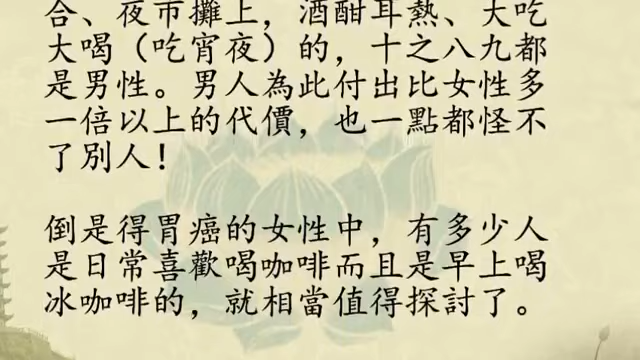 合、夜市攤上，酒酣耳熱、大吃
大喝（吃宵夜）的，十之八九都
是男性。男人為此付出比女性多
一倍以上的代價，也一點都怪不
了別人！
倒是得胃癌的女性中，有多少人
是日常喜歡喝咖啡而且是早上喝
冰咖啡的，就相當值得探討了。